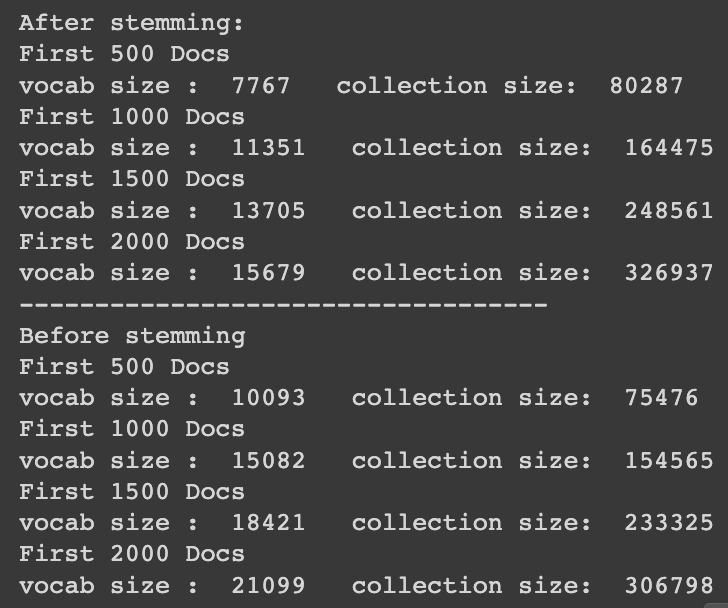 After stemming:
First 500 Docs
vocab size :  7767   collection size:  80287
First 1000 Docs
vocab size :  11351   collection size:  164475
First 1500 Docs
vocab size :  13705   collection size:  248561
First 2000 Docs
vocab size :  15679   collection size:  326937
-----------------------------------
Before stemming
First 500 Docs
vocab size :  10093   collection size:  75476
First 1000 Docs
vocab size :  15082   collection size:  154565
First 1500 Docs
vocab size :  18421   collection size:  233325
First 2000 Docs
vocab size :  21099   collection size:  306798